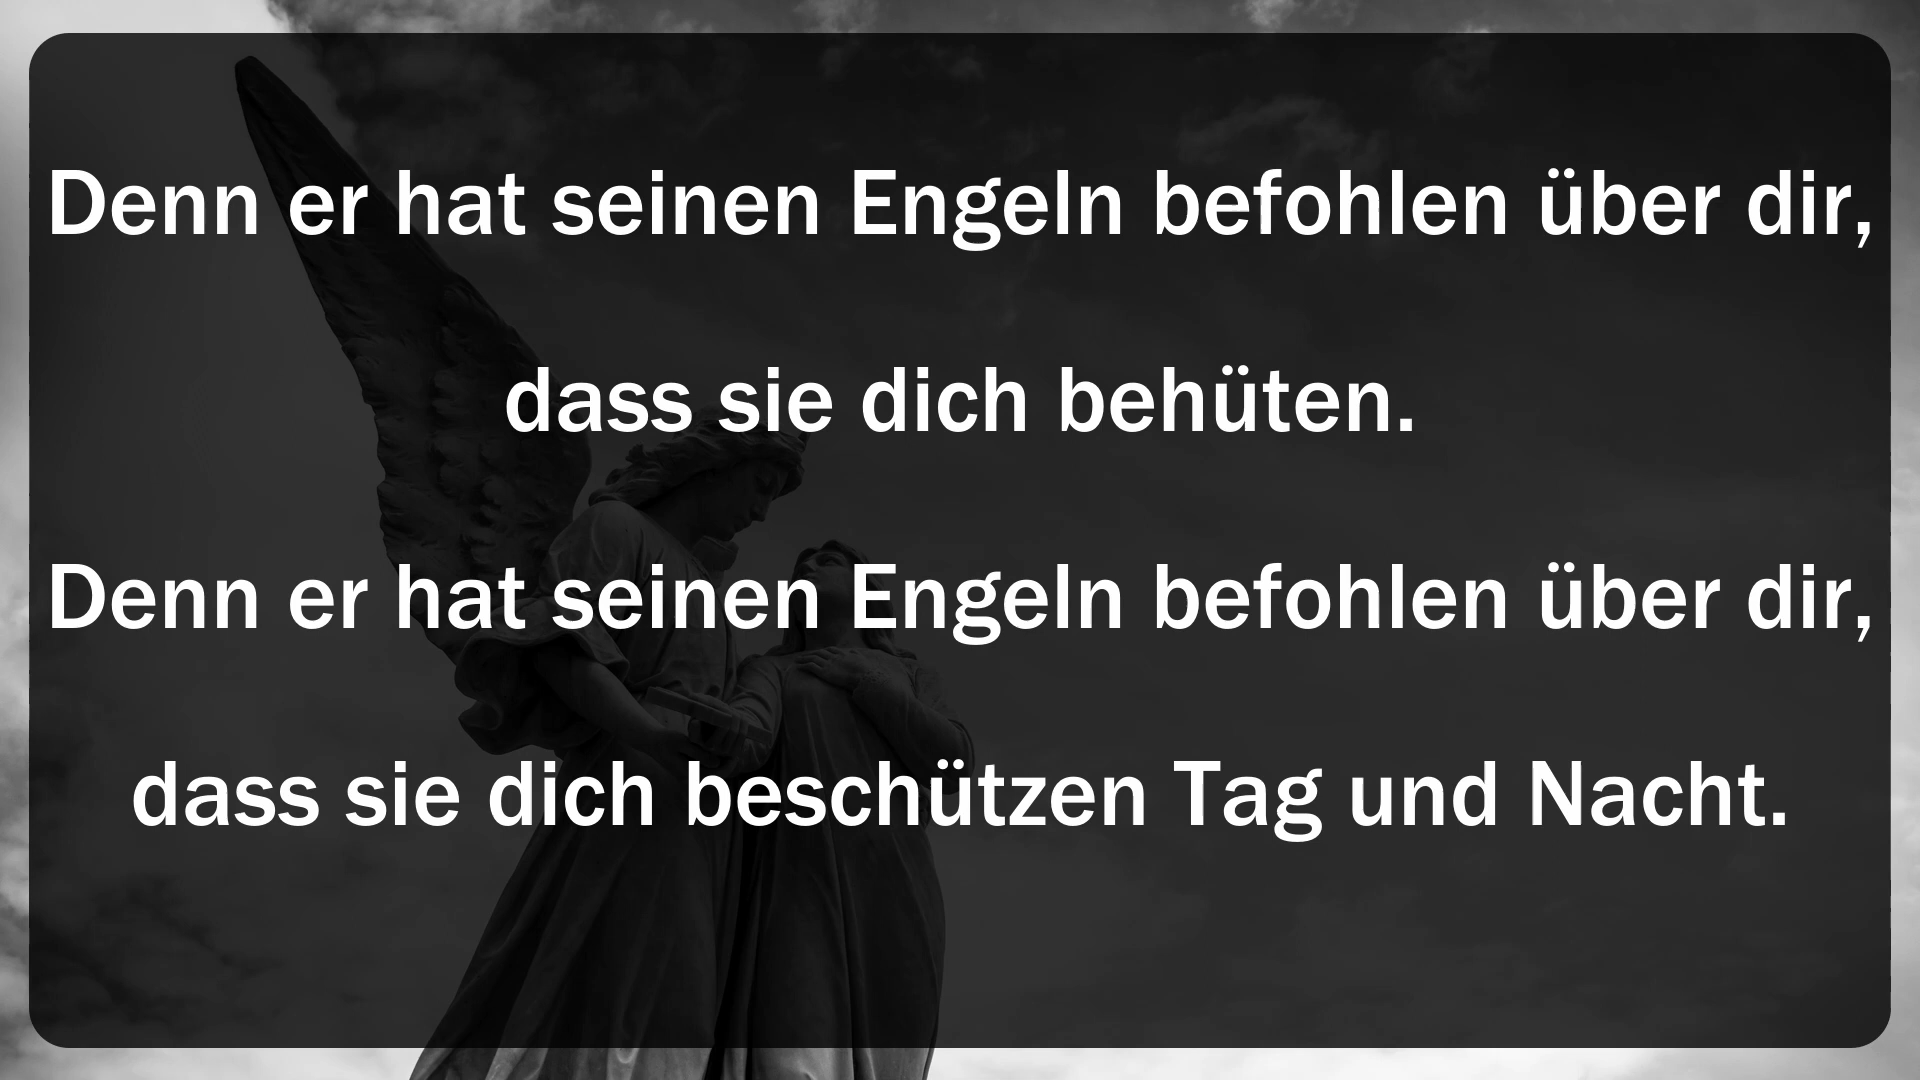 Denn er hat seinen Engeln befohlen über dir,
dass sie dich behüten.
Denn er hat seinen Engeln befohlen über dir,
dass sie dich beschützen Tag und Nacht.